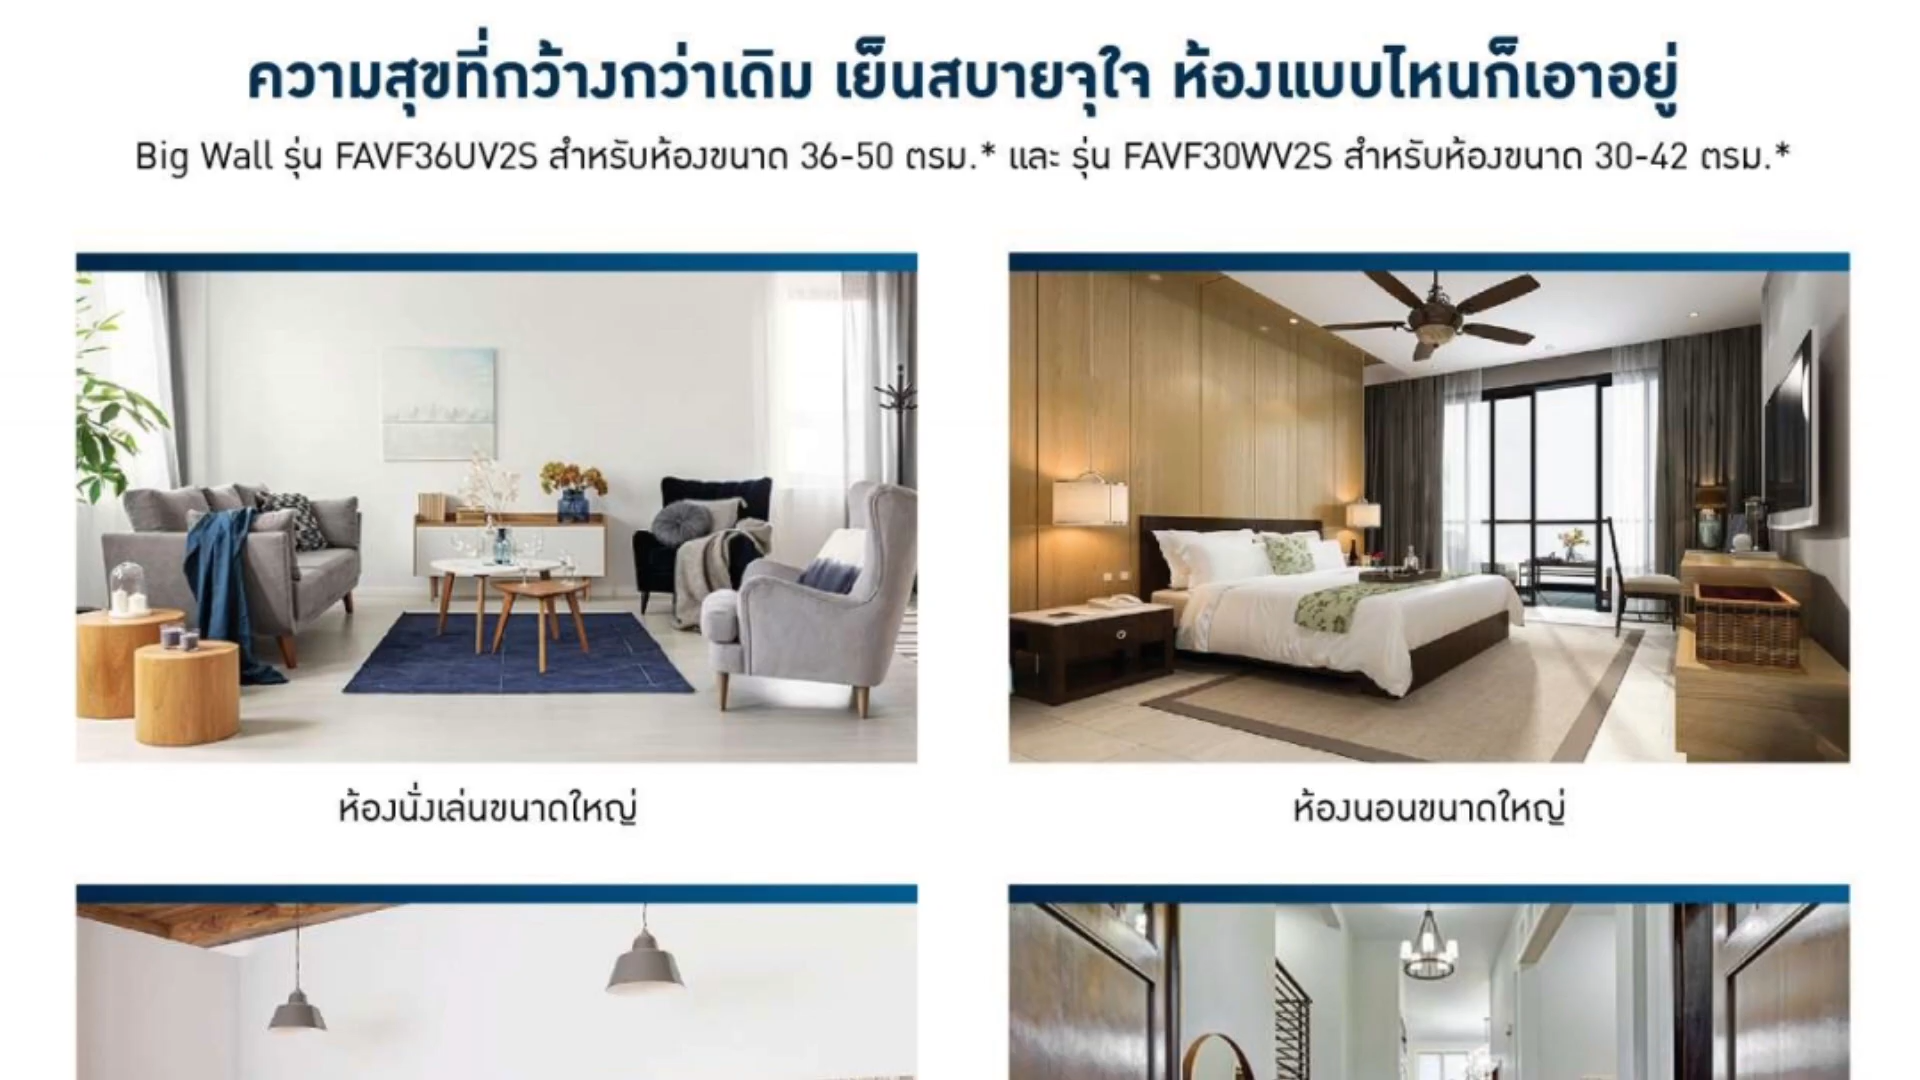 ความสุขที่กว้างกว่าเดิม เย็นสบายจุใจ ห้องแบบไหนก็เอาอยู่
Big Wall รุ่น FAVF36UV2S สำหรับห้องขนาด 36-50 ตรม.* และ รุ่น FAVF30WV2S สำหรับห้องขนาด 30-42 ตรม.*
ห้องนั่งเล่นขนาดใหญ่
ห้องนอนขนาดใหญ่